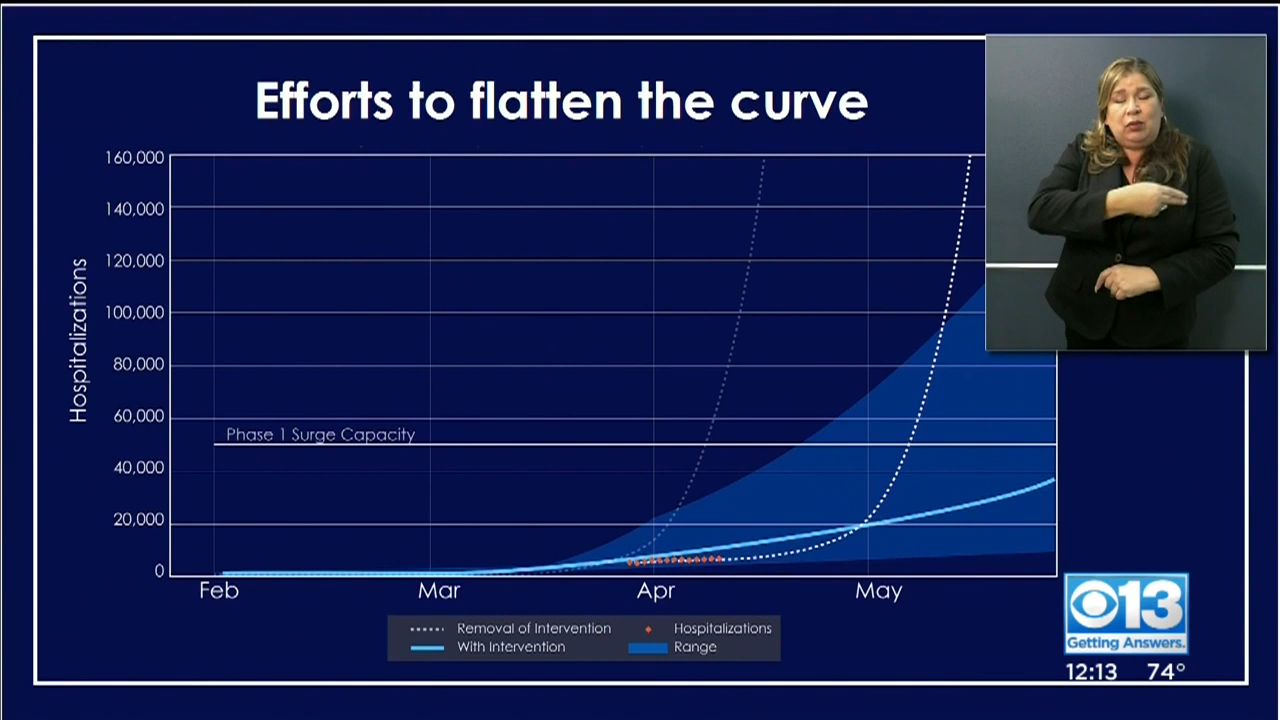 Efforts to flatten the curve
160,000
140,000
120,000
100,000
80,000
60,000
40,000
20,000
0
Hospitalizations
Phase 1 Surge Capacity
Feb Mar Apr May
Removal of Intervention Hospitalizations
With Intervention Range
13
Getting Answers.
12:13 74°